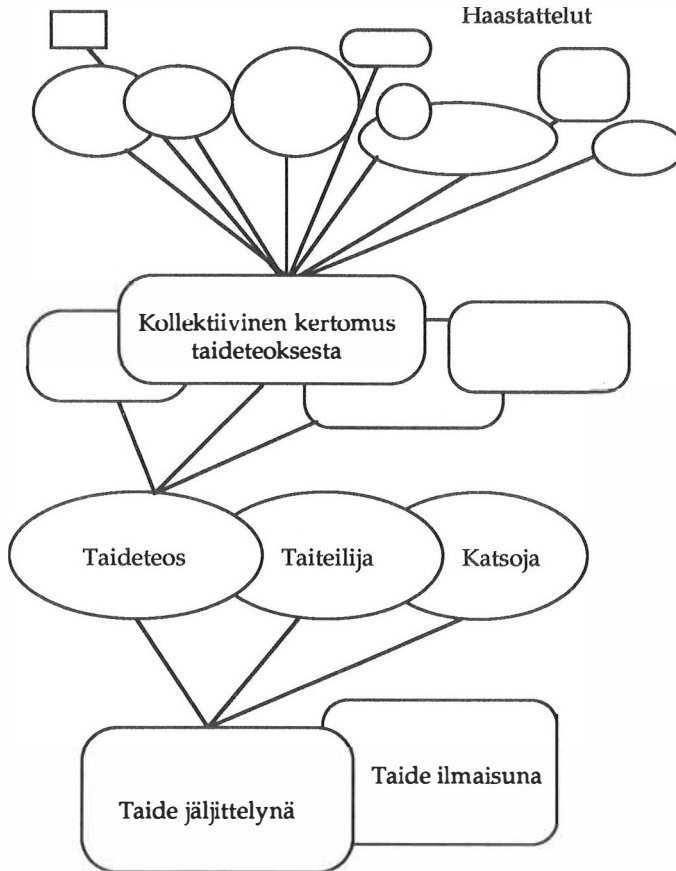 Haastattelut
Kollektiivinen kertomus
taideteoksesta
Taideteos
Taiteilija
Katsoja
Taide ilmaisuna
Taide jäljittelynä